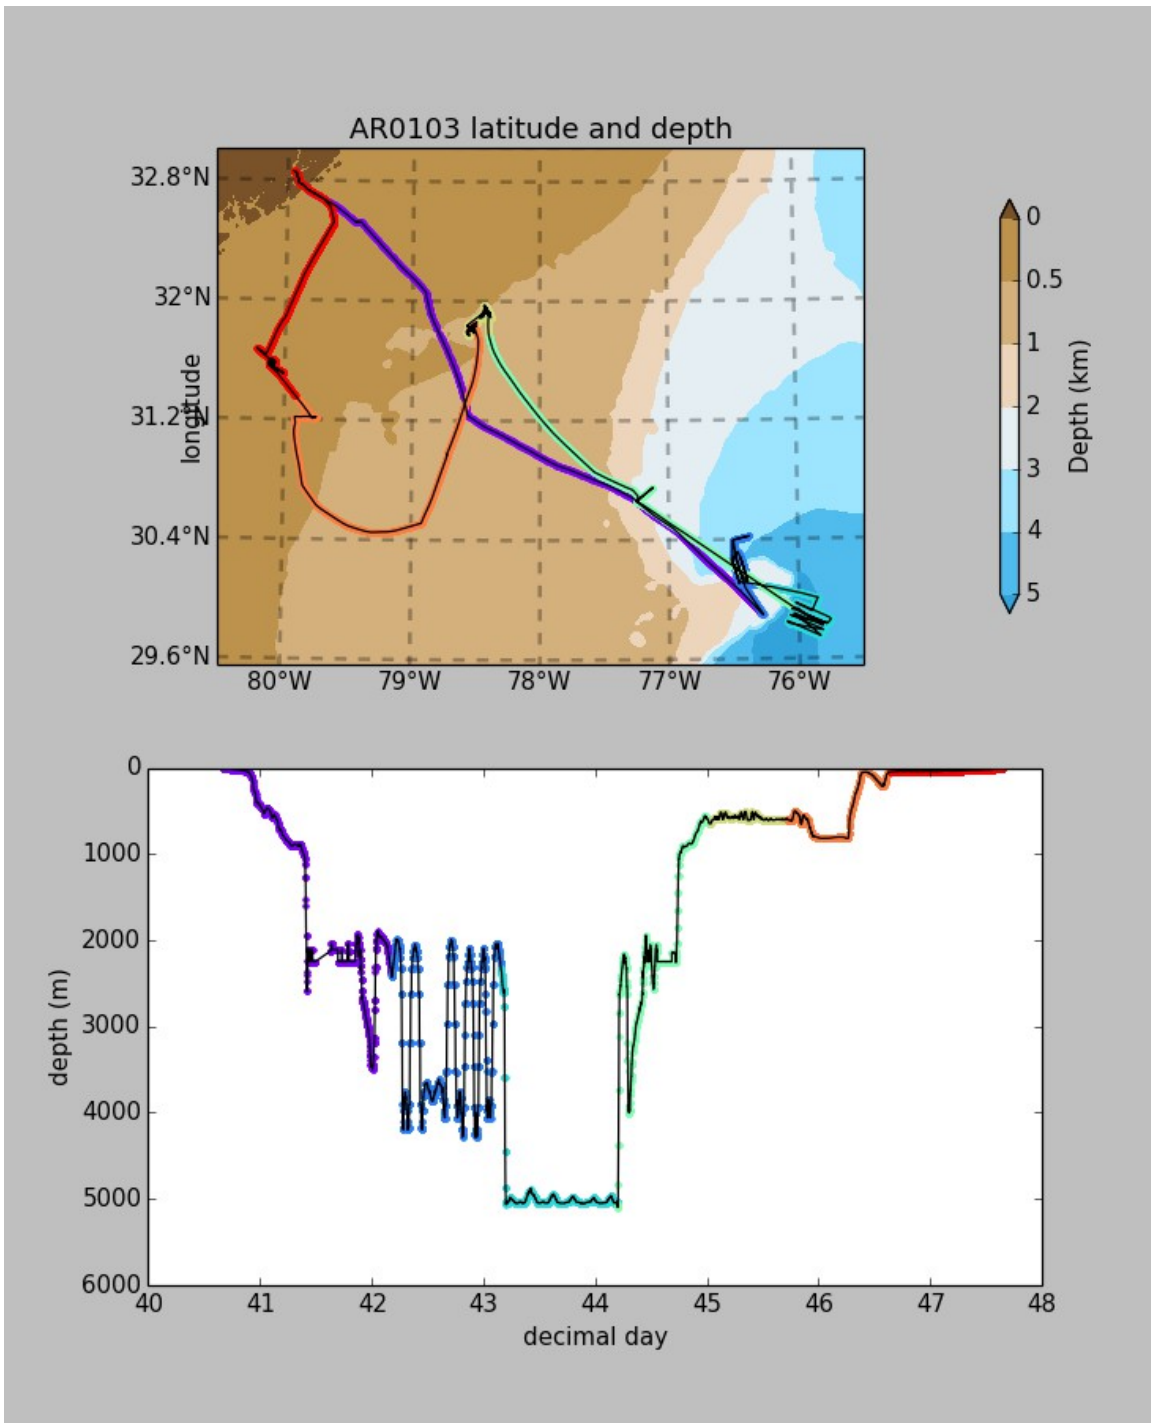 AR0103 latitude and depth
32.8°N
32°N
31.2°N
30.4°N
29.6°N
longitude
80°W 79°W 78°W 77°W 76°W
0
0.5
1
2
3
4
5
Depth (km)
0
1000
2000
3000
4000
5000
6000
depth (m)
40 41 42 43 44 45 46 47 48
decimal day